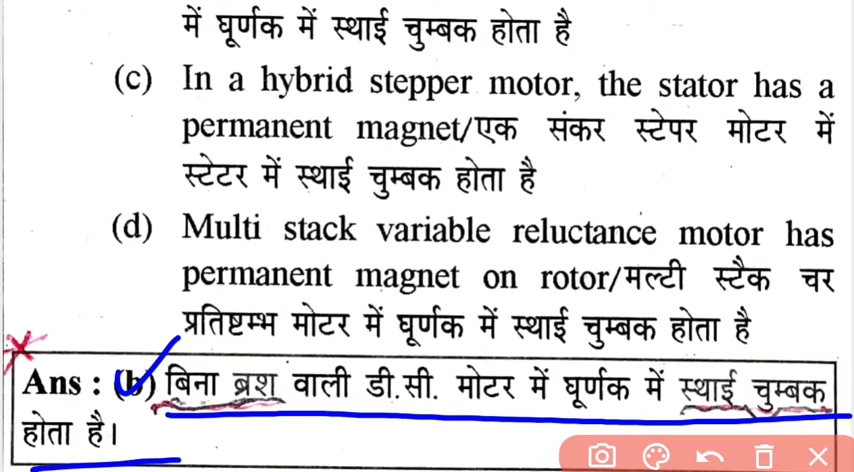 में घूर्णक में स्थाई चुम्बक होता है
(c) In a hybrid stepper motor, the stator has a
permanent magnet/एक संकर स्टेपर मोटर में
स्टेटर में स्थाई चुम्बक होता है
(d) Multi stack variable reluctance motor has
permanent magnet on rotor/मल्टी स्टैक चर
प्रतिष्टम्भ मोटर में घूर्णक में स्थाई चुम्बक होता है
Ans : (b) बिना ब्रश वाली डी.सी. मोटर में घूर्णक में स्थाई चुम्बक
होता है।